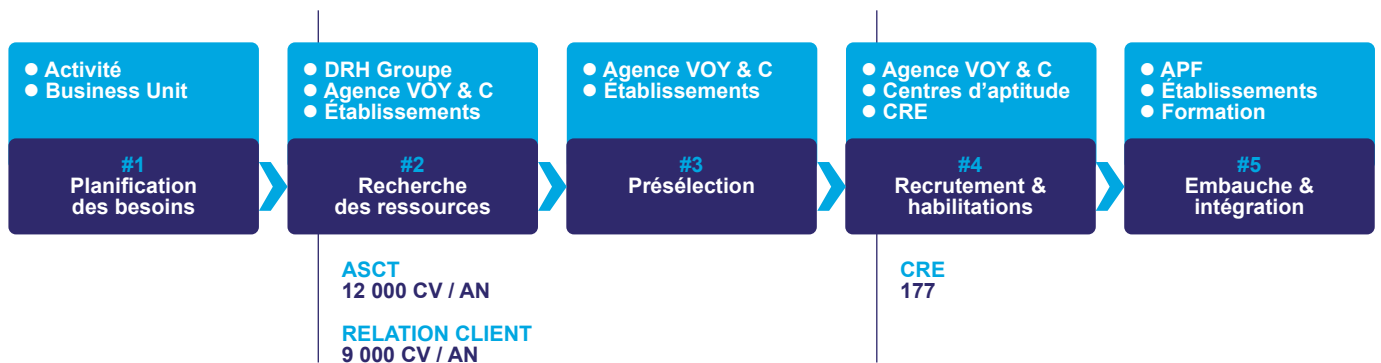 ● Activité
● Business Unit
#1
Planification
des besoins
● DRH Groupe
● Agence VOY & C
● Établissements
#2
Recherche
des ressources
ASCT
12 000 CV / AN
RELATION CLIENT
9 000 CV / AN
● Agence VOY & C
● Établissements
#3
Présélection
● Agence VOY & C
● Centres d'aptitude
● CRE
#4
Recrutement &
habilitations
CRE
177
● APF
● Établissements
● Formation
#5
Embauche &
intégration